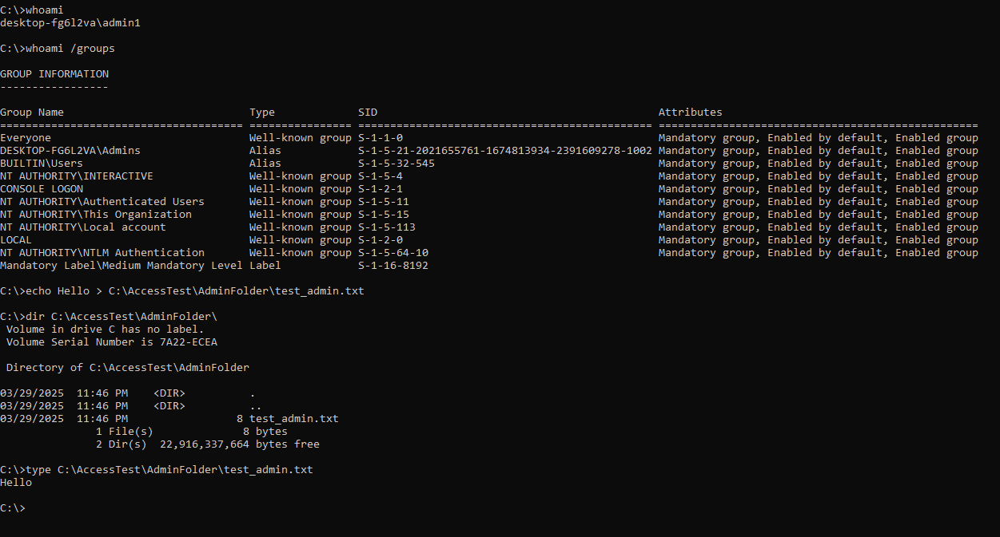 C:\>whoami
desktop-fg6l2va\admin1
C:\>whoami /groups
GROUP INFORMATION
-----------------
Group Name                           Type             SID                                            Attributes
====================================== ================ ============================================== ==================================================
Everyone                             Well-known group S-1-1-0                                        Mandatory group, Enabled by default, Enabled group
DESKTOP-FG6L2VA\Admins               Alias            S-1-5-21-2021655761-1674813934-2391609278-1002 Mandatory group, Enabled by default, Enabled group
BUILTIN\Users                        Alias            S-1-5-32-545                                   Mandatory group, Enabled by default, Enabled group
NT AUTHORITY\INTERACTIVE             Well-known group S-1-5-4                                        Mandatory group, Enabled by default, Enabled group
CONSOLE LOGON                        Well-known group S-1-2-1                                        Mandatory group, Enabled by default, Enabled group
NT AUTHORITY\Authenticated Users     Well-known group S-1-5-11                                       Mandatory group, Enabled by default, Enabled group
NT AUTHORITY\This Organization       Well-known group S-1-5-15                                       Mandatory group, Enabled by default, Enabled group
NT AUTHORITY\Local account           Well-known group S-1-5-113                                      Mandatory group, Enabled by default, Enabled group
LOCAL                                Well-known group S-1-2-0                                        Mandatory group, Enabled by default, Enabled group
NT AUTHORITY\NTLM Authentication     Well-known group S-1-5-64-10                                    Mandatory group, Enabled by default, Enabled group
Mandatory Label\Medium Mandatory Level Label            S-1-16-8192
C:\>echo Hello > C:\AccessTest\AdminFolder\test_admin.txt
C:\>dir C:\AccessTest\AdminFolder\
 Volume in drive C has no label.
 Volume Serial Number is 7A22-ECEA
 Directory of C:\AccessTest\AdminFolder
03/29/2025  11:46 PM    <DIR>          .
03/29/2025  11:46 PM    <DIR>          ..
03/29/2025  11:46 PM                 8 test_admin.txt
               1 File(s)              8 bytes
               2 Dir(s)  22,916,337,664 bytes free
C:\>type C:\AccessTest\AdminFolder\test_admin.txt
Hello
C:\>